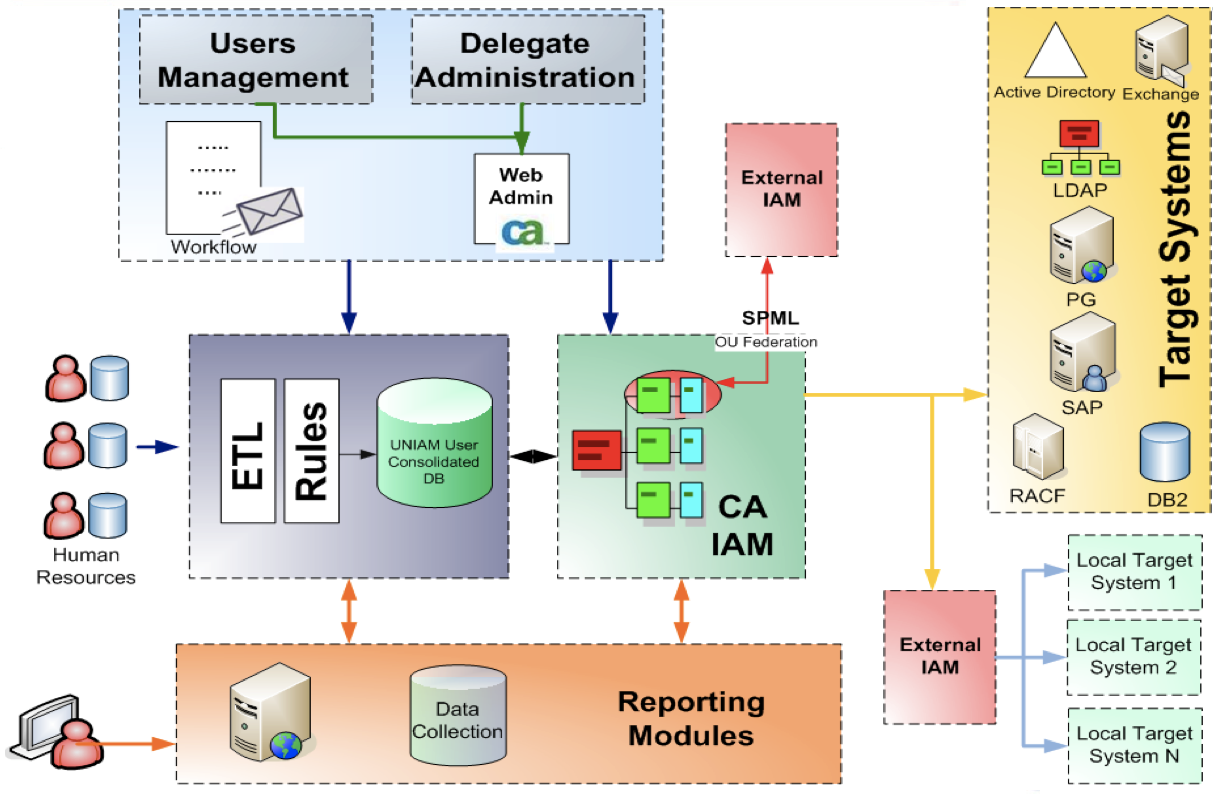 Users
Management
Delegate
Administration
Workflow
Web
Admin
ca
External
IAM
SPML
OU Federation
Active Directory
Exchange
LDAP
PG
SAP
RACF
DB2
Target Systems
Human
Resources
ETL
Rules
UNIAM User
Consolidated
DB
CA
IAM
External
IAM
Local Target
System 1
Local Target
System 2
Local Target
System N
Data
Collection
Reporting
Modules